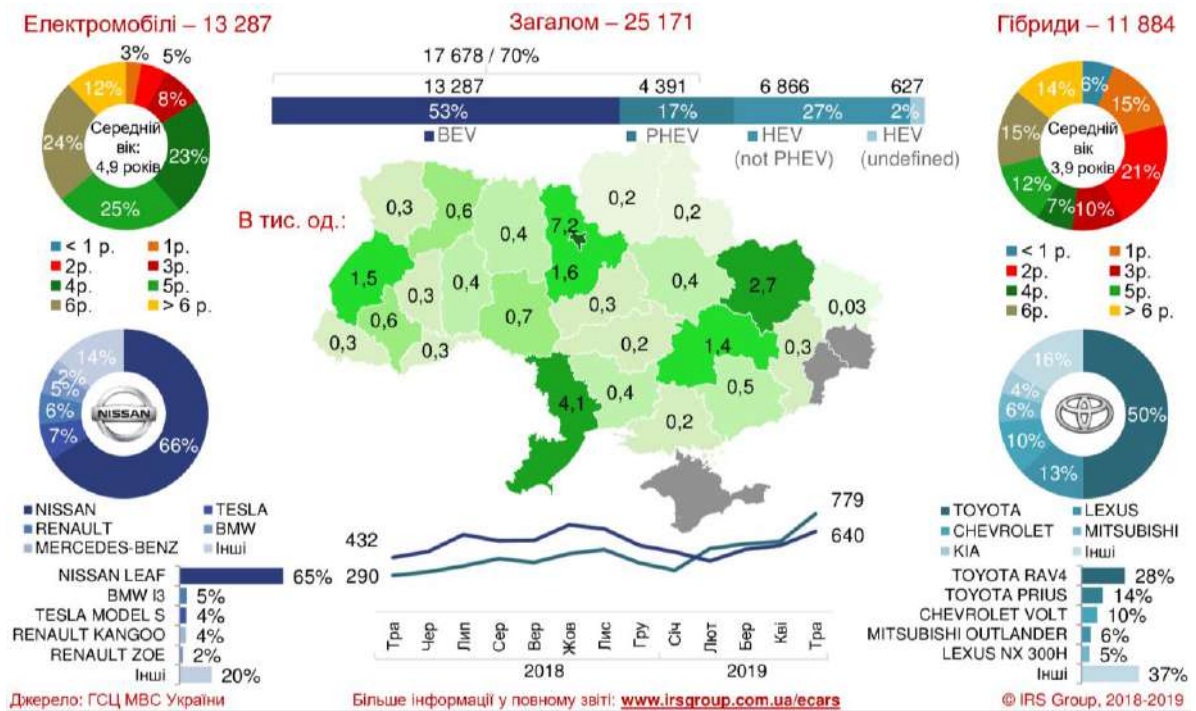 Електромобілі – 13 287
Загалом – 25 171
Гібриди – 11 884
17 678 / 70%
13 287
4 391
6 866
627
53%
17%
27%
2%
BEV
PHEV
HEV
(not PHEV)
HEV
(undefined)
3%
5%
8%
23%
25%
24%
12%
Середній
вік:
4,9 років
< 1 р.
1р.
2р.
3р.
4р.
5р.
6р.
> 6 р.
В тис. од.:
0,3
0,6
0,4
7,2
0,2
0,2
1,5
0,3
0,4
1,6
0,4
2,7
0,03
0,6
0,7
0,3
0,3
0,3
0,2
1,4
0,3
4,1
0,4
0,5
0,2
6%
15%
21%
10%
7%
12%
15%
14%
Середній
вік
3,9 років
< 1 р.
1р.
2р.
3р.
4р.
5р.
6р.
> 6 р.
14%
2%
5%
6%
7%
66%
NISSAN
NISSAN
TESLA
RENAULT
BMW
MERCEDES-BENZ
Інші
NISSAN LEAF 65%
BMW I3 5%
TESLA MODEL S 4%
RENAULT KANGOO 4%
RENAULT ZOE 2%
Інші 20%
432
290
779
640
Тра
Чер
Лип
Сер
Вер
Жов
Лис
Гру
Січ
Лют
Бер
Кві
Тра
2018
2019
16%
4%
6%
10%
13%
50%
TOYOTA
LEXUS
CHEVROLET
MITSUBISHI
KIA
Інші
TOYOTA RAV4 28%
TOYOTA PRIUS 14%
CHEVROLET VOLT 10%
MITSUBISHI OUTLANDER 6%
LEXUS NX 300H 5%
Інші 37%
Джерело: ГСЦ МВС України
Більше інформації у повному звіті: www.irsgroup.com.ua/ecars
© IRS Group, 2018-2019